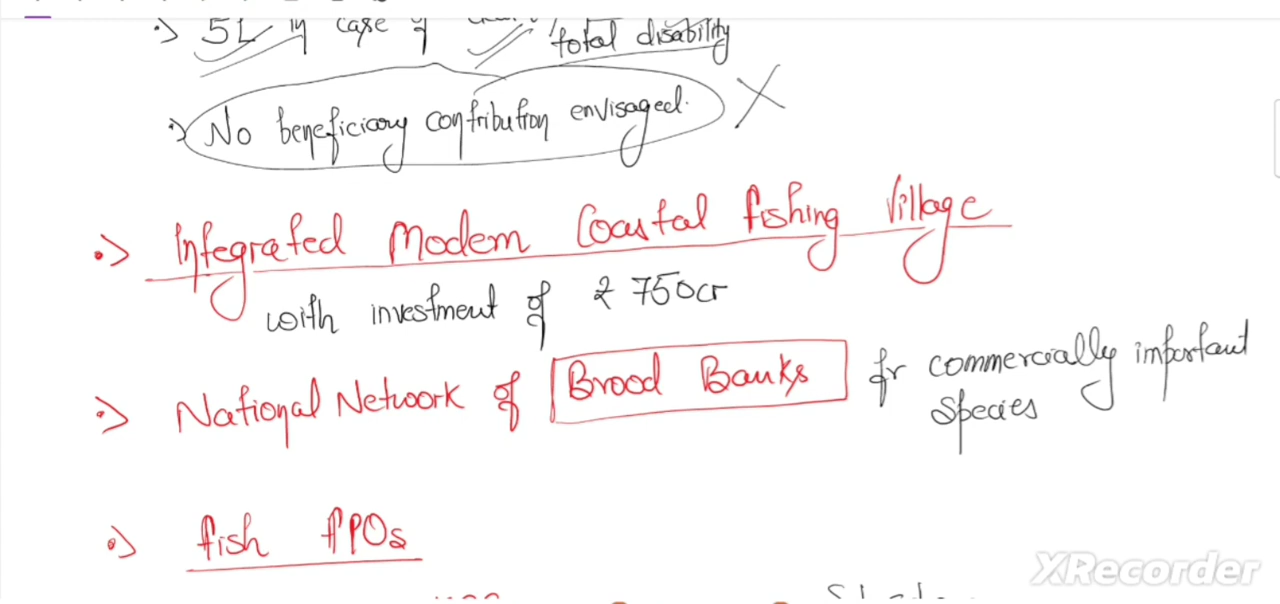 5L in case of total disability
No beneficiary contribution envisaged.
Integrated Modern Coastal fishing Village
with investment of ₹ 750cr
National Network of Brood Banks for commercially important
Species
fish FPOs
XRecorder